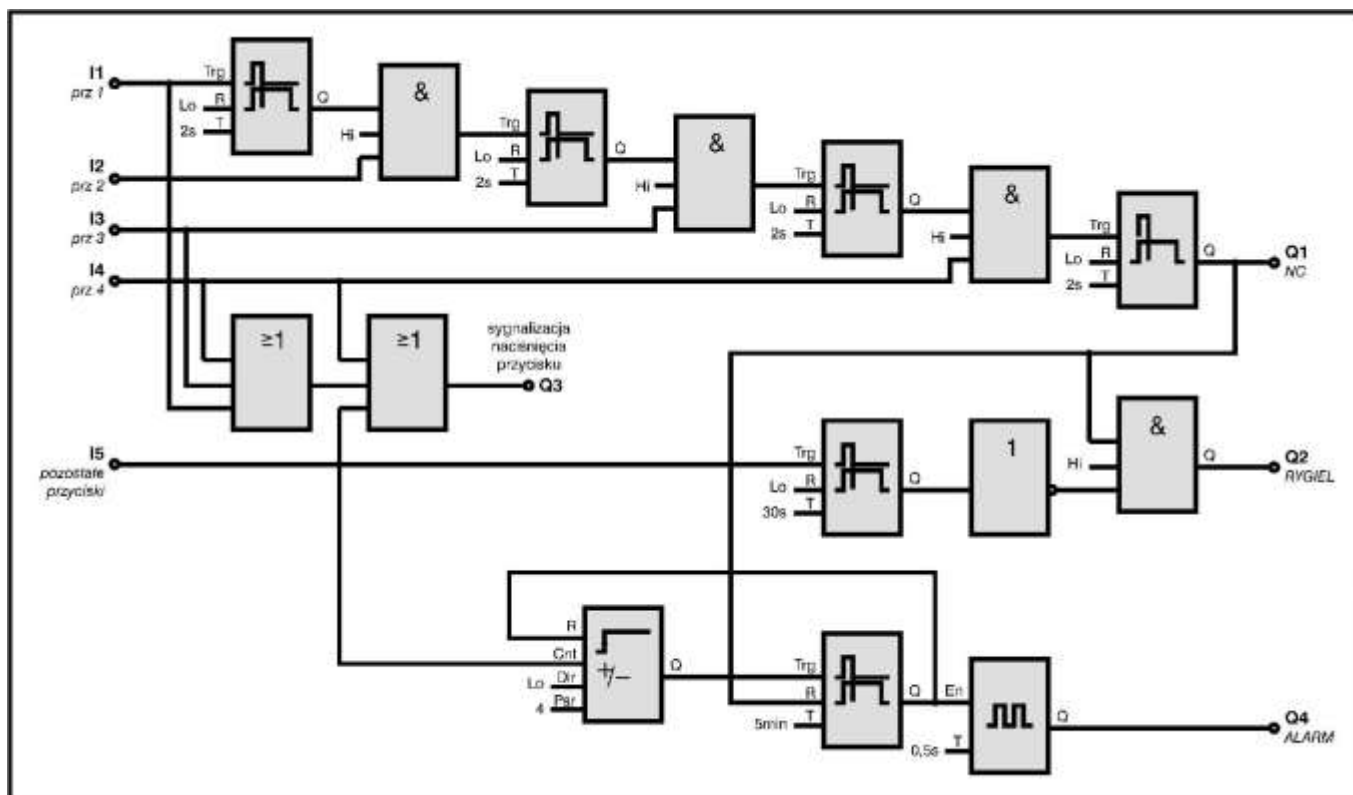 I1
prz 1
Trg
Lo R
2s T
Q
&
Hi
I2
prz 2
Trg
Lo R
2s T
Q
&
Hi
I3
prz 3
Trg
Lo R
2s T
Q
&
Hi
I4
prz 4
Trg
Lo R
2s T
Q
Q1
NC
≥1
≥1
sygnalizacja
naciśnięcia
przycisku
Q3
I5
pozostałe
przyciski
Trg
Lo R
30s T
Q
1
&
Hi
Q
Q2
RYGIEL
R
Cnt
Lo Dir
4 Par
+/−
Q
Trg
R
5min T
Q
En
0,5s T
Q
Q4
ALARM